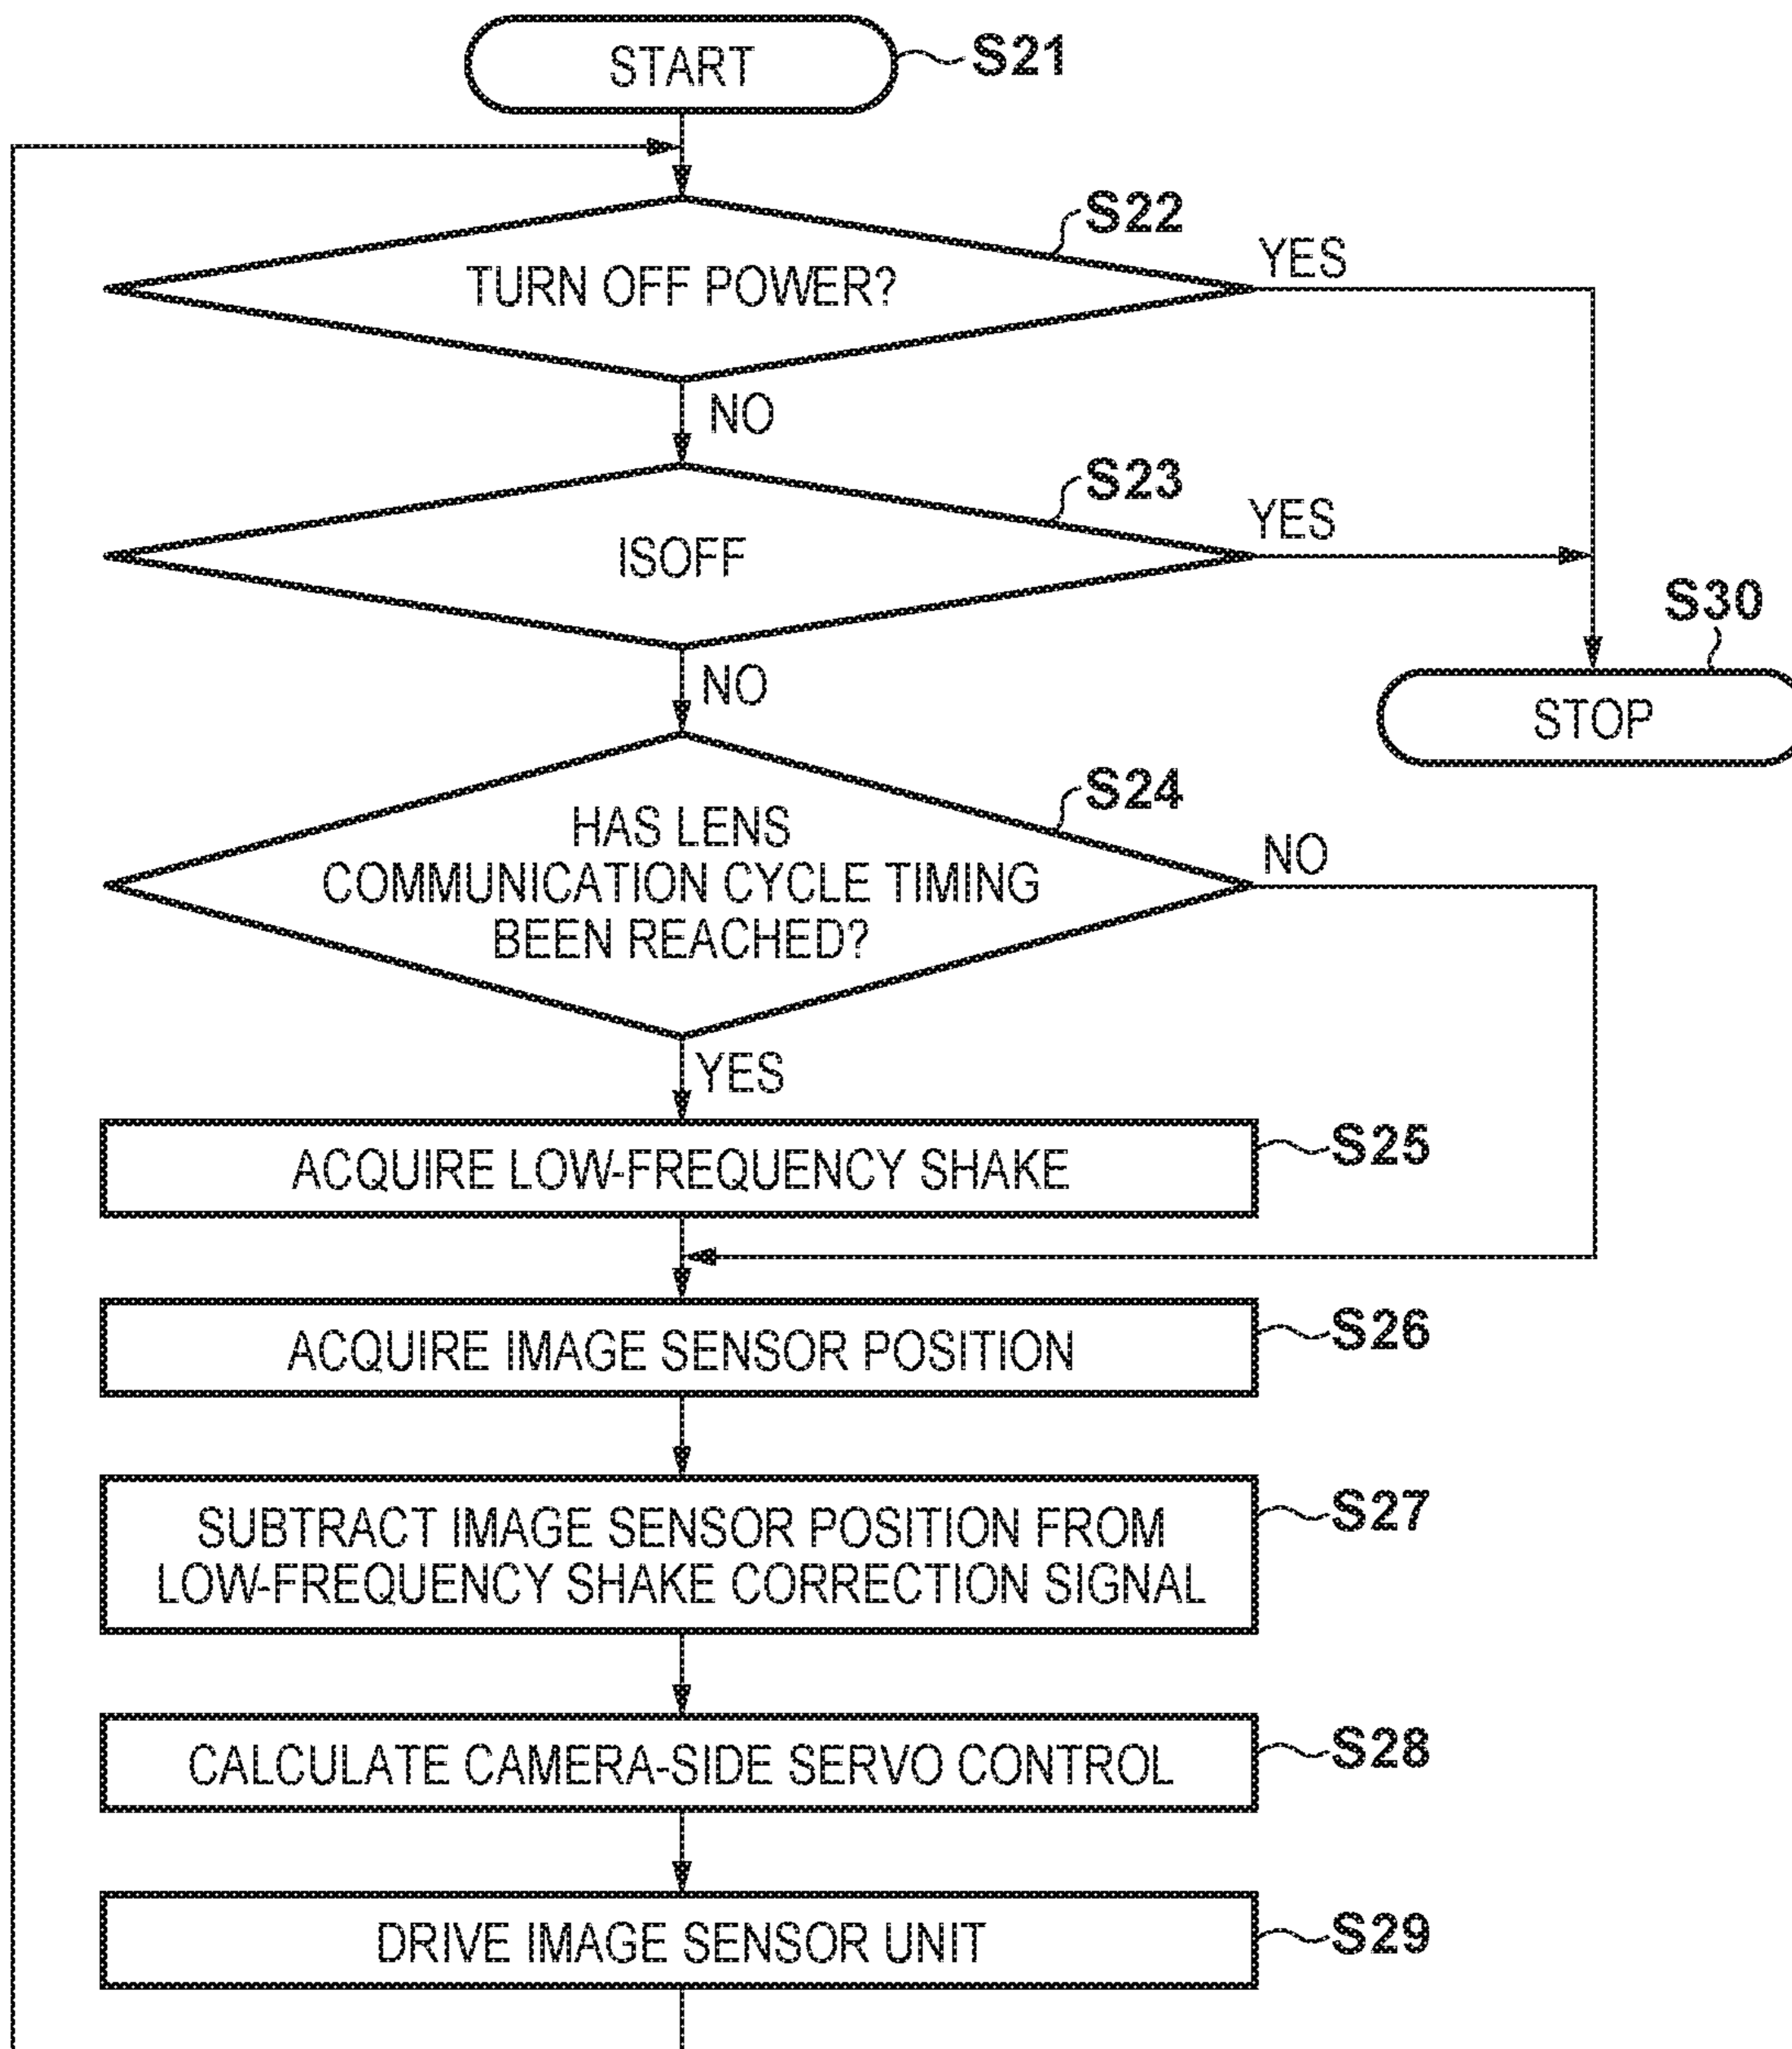 START
S21
S22
TURN OFF POWER?
YES
NO
S23
ISOFF
YES
NO
S30
STOP
S24
HAS LENS
COMMUNICATION CYCLE TIMING
BEEN REACHED?
NO
YES
ACQUIRE LOW-FREQUENCY SHAKE
S25
ACQUIRE IMAGE SENSOR POSITION
S26
SUBTRACT IMAGE SENSOR POSITION FROM
LOW-FREQUENCY SHAKE CORRECTION SIGNAL
S27
CALCULATE CAMERA-SIDE SERVO CONTROL
S28
DRIVE IMAGE SENSOR UNIT
S29